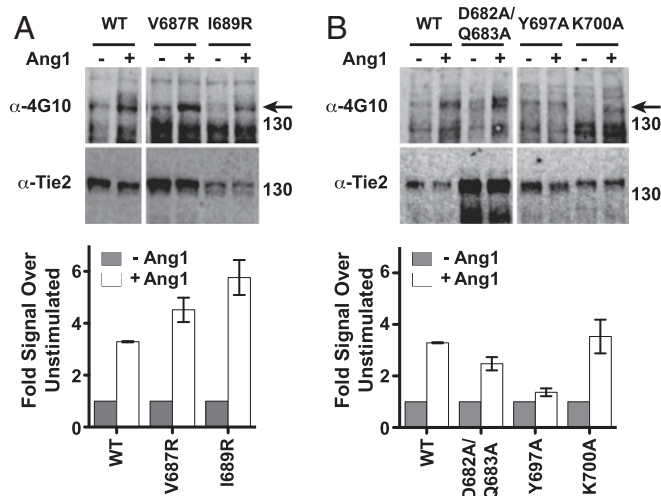 A
WT V687R I689R
Ang1 - + - + - +
α-4G10
130
α-Tie2
130
Fold Signal Over
Unstimulated
6
4
2
0
- Ang1
+ Ang1
WT
V687R
I689R
B
WT D682A/
Q683A Y697A K700A
Ang1 - + - + - + - +
α-4G10
130
α-Tie2
130
Fold Signal Over
Unstimulated
6
4
2
0
- Ang1
+ Ang1
WT
D682A/
Q683A
Y697A
K700A